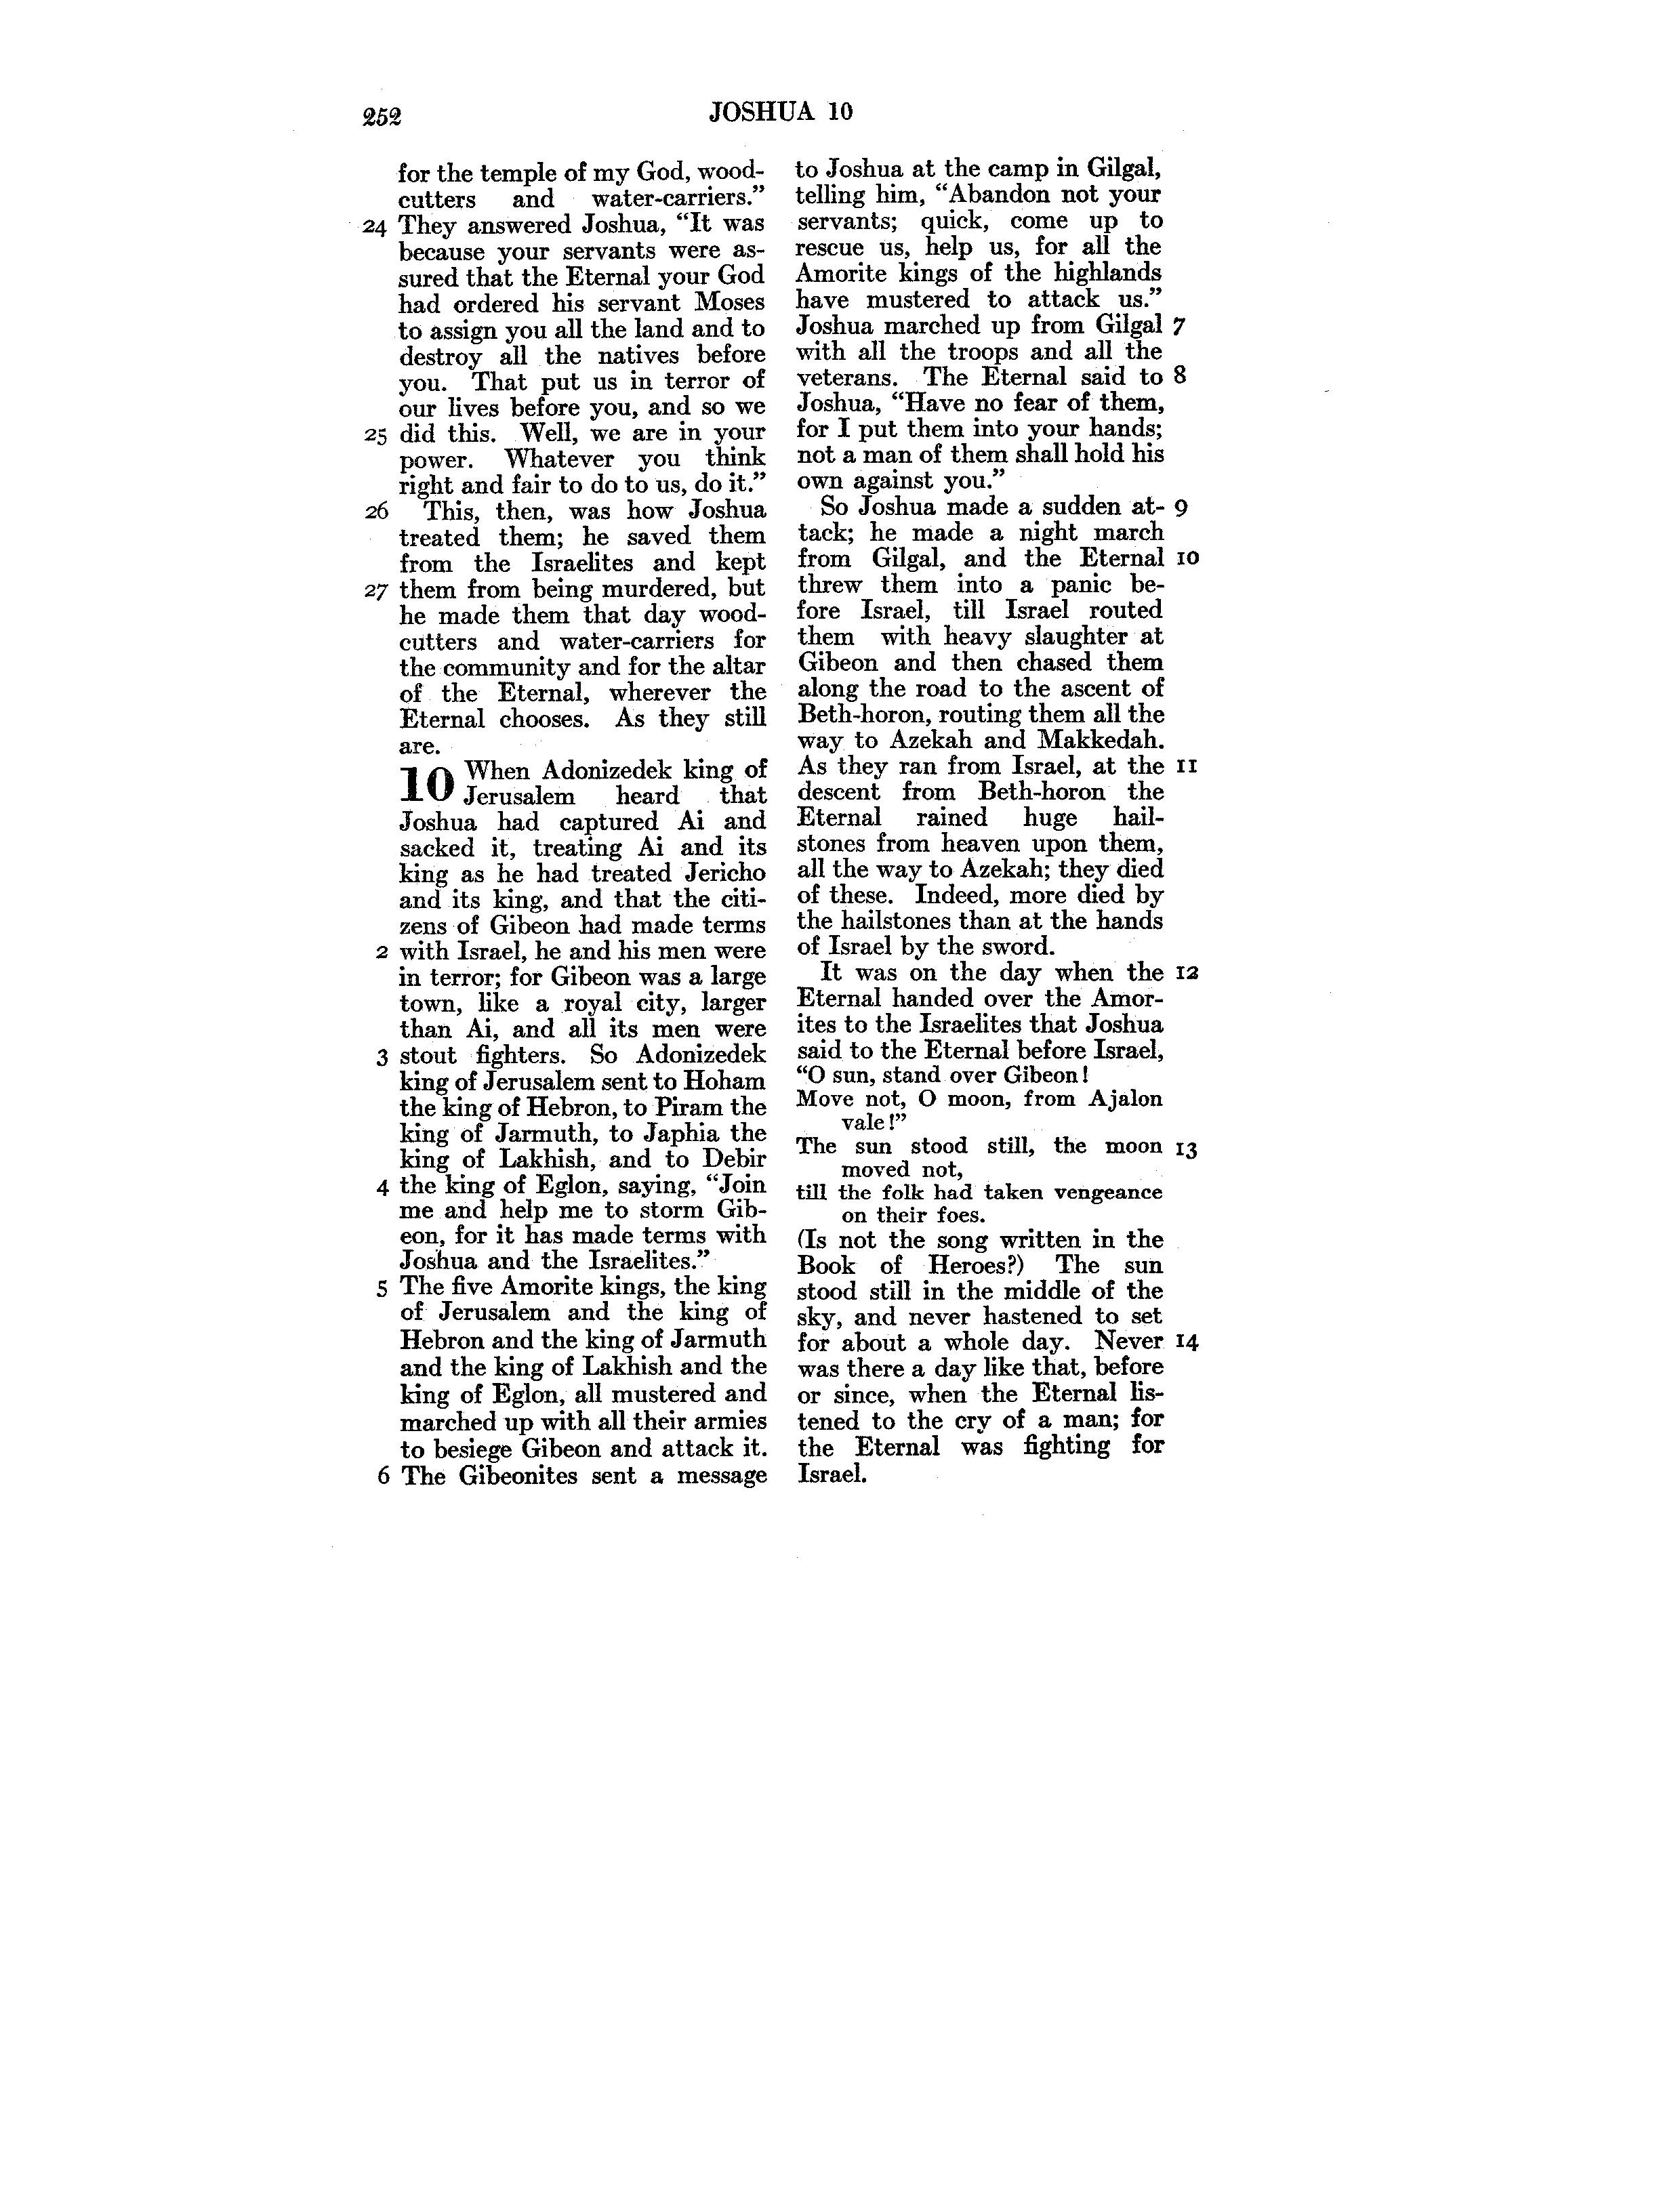 252
JOSHUA 10
for the temple of my God, wood-
cutters and water-carriers.”
24 They answered Joshua, “It was
because your servants were as-
sured that the Eternal your God
had ordered his servant Moses
to assign you all the land and to
destroy all the natives before
you. That put us in terror of
our lives before you, and so we
25 did this. Well, we are in your
power. Whatever you think
right and fair to do to us, do it.”
26 This, then, was how Joshua
treated them; he saved them
from the Israelites and kept
27 them from being murdered, but
he made them that day wood-
cutters and water-carriers for
the community and for the altar
of the Eternal, wherever the
Eternal chooses. As they still
are.
10 When Adonizedek king of
Jerusalem heard that
Joshua had captured Ai and
sacked it, treating Ai and its
king as he had treated Jericho
and its king, and that the citi-
zens of Gibeon had made terms
2 with Israel, he and his men were
in terror; for Gibeon was a large
town, like a royal city, larger
than Ai, and all its men were
3 stout fighters. So Adonizedek
king of Jerusalem sent to Hoham
the king of Hebron, to Piram the
king of Jarmuth, to Japhia the
king of Lakhish, and to Debir
4 the king of Eglon, saying, “Join
me and help me to storm Gib-
eon, for it has made terms with
Joshua and the Israelites.”
5 The five Amorite kings, the king
of Jerusalem and the king of
Hebron and the king of Jarmuth
and the king of Lakhish and the
king of Eglon, all mustered and
marched up with all their armies
to besiege Gibeon and attack it.
6 The Gibeonites sent a message
to Joshua at the camp in Gilgal,
telling him, “Abandon not your
servants; quick, come up to
rescue us, help us, for all the
Amorite kings of the highlands
have mustered to attack us.”
Joshua marched up from Gilgal 7
with all the troops and all the
veterans. The Eternal said to 8
Joshua, “Have no fear of them,
for I put them into your hands;
not a man of them shall hold his
own against you.”
So Joshua made a sudden at- 9
tack; he made a night march
from Gilgal, and the Eternal 10
threw them into a panic be-
fore Israel, till Israel routed
them with heavy slaughter at
Gibeon and then chased them
along the road to the ascent of
Beth-horon, routing them all the
way to Azekah and Makkedah.
As they ran from Israel, at the 11
descent from Beth-horon the
Eternal rained huge hail-
stones from heaven upon them,
all the way to Azekah; they died
of these. Indeed, more died by
the hailstones than at the hands
of Israel by the sword.
It was on the day when the 12
Eternal handed over the Amor-
ites to the Israelites that Joshua
said to the Eternal before Israel,
“O sun, stand over Gibeon!
Move not, O moon, from Ajalon
vale!”
The sun stood still, the moon 13
moved not,
till the folk had taken vengeance
on their foes.
(Is not the song written in the
Book of Heroes?) The sun
stood still in the middle of the
sky, and never hastened to set
for about a whole day. Never 14
was there a day like that, before
or since, when the Eternal lis-
tened to the cry of a man; for
the Eternal was fighting for
Israel.